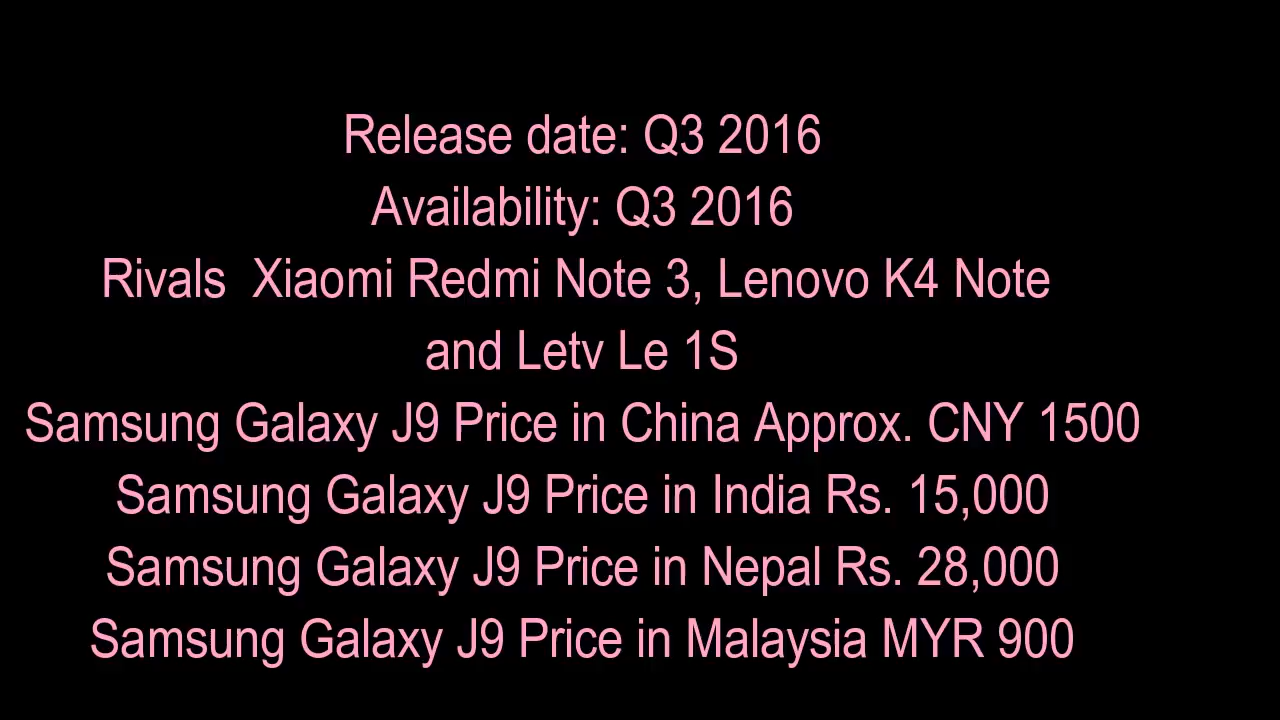 Release date: Q3 2016
Availability: Q3 2016
Rivals  Xiaomi Redmi Note 3, Lenovo K4 Note
and Letv Le 1S
Samsung Galaxy J9 Price in China Approx. CNY 1500
Samsung Galaxy J9 Price in India Rs. 15,000
Samsung Galaxy J9 Price in Nepal Rs. 28,000
Samsung Galaxy J9 Price in Malaysia MYR 900